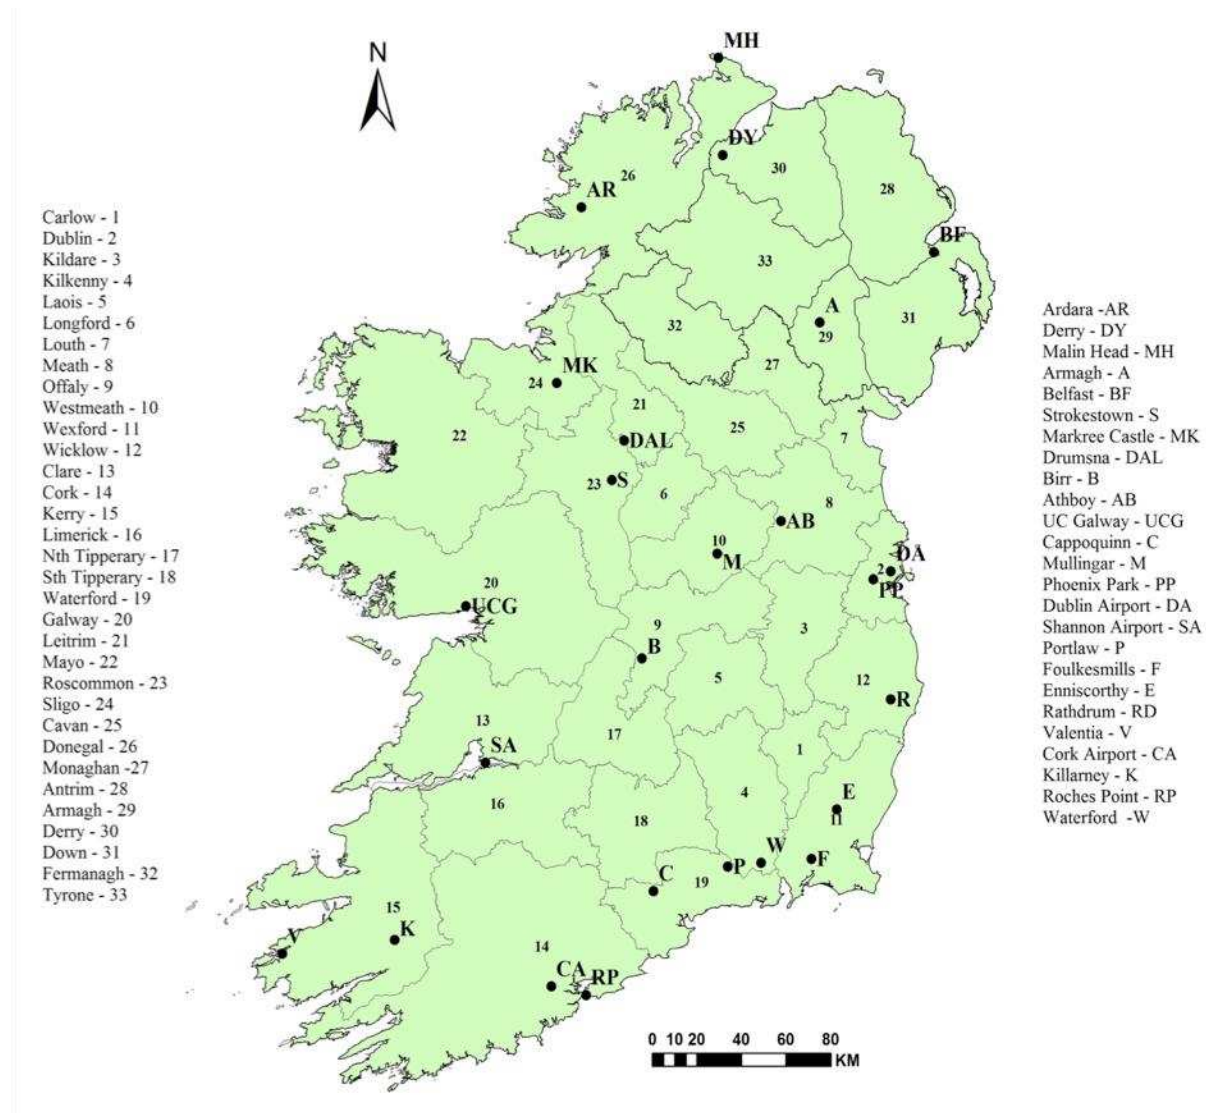 N
MH
DY
30
26
28
AR
BF
33
A
29
31
32
27
MK
24
21
25
22
DAL
7
23
S
6
8
AB
10
M
DA
2
PP
20
UCG
9
B
3
5
12
R
13
SA
17
1
16
18
4
E
11
W
F
P
C
19
15
K
V
14
CA
RP
0 10 20 40 60 80
KM
Carlow - 1
Dublin - 2
Kildare - 3
Kilkenny - 4
Laois - 5
Longford - 6
Louth - 7
Meath - 8
Offaly - 9
Westmeath - 10
Wexford - 11
Wicklow - 12
Clare - 13
Cork - 14
Kerry - 15
Limerick - 16
Nth Tipperary - 17
Sth Tipperary - 18
Waterford - 19
Galway - 20
Leitrim - 21
Mayo - 22
Roscommon - 23
Sligo - 24
Cavan - 25
Donegal - 26
Monaghan -27
Antrim - 28
Armagh - 29
Derry - 30
Down - 31
Fermanagh - 32
Tyrone - 33
Ardara -AR
Derry - DY
Malin Head - MH
Armagh - A
Belfast - BF
Strokestown - S
Markree Castle - MK
Drumsna - DAL
Birr - B
Athboy - AB
UC Galway - UCG
Cappoquinn - C
Mullingar - M
Phoenix Park - PP
Dublin Airport - DA
Shannon Airport - SA
Portlaw - P
Foulkesmills - F
Enniscorthy - E
Rathdrum - RD
Valentia - V
Cork Airport - CA
Killarney - K
Roches Point - RP
Waterford -W